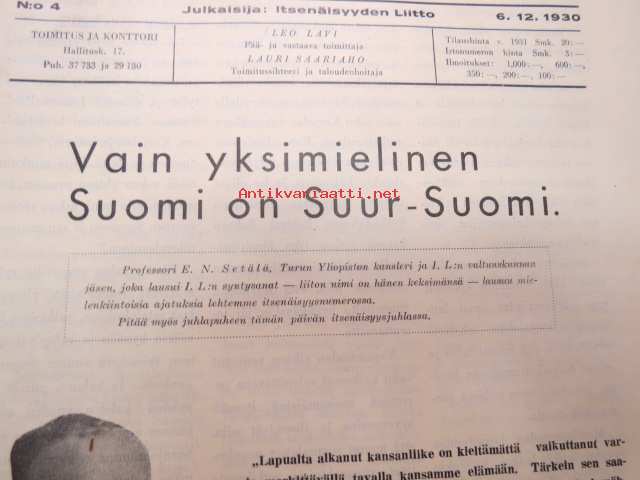 N:o 4 Julkaisija: Itsenäisyyden Liitto 6. 12. 1930
TOIMITUS JA KONTTORI
Hallitusk. 17.
Puh. 37 733 ja 29 130
LEO LAVI
Pää- ja vastaava toimittaja
LAURI SAARIAHO
Toimitussihteeri ja taloudenhoitaja
Tilaushinta v. 1931 Smk. 20:—
Irtonumeron hinta Smk. 3:—
Ilmoitukset: 1,000:—, 600:—,
350:—, 200:—, 100:—
Vain yksimielinen
Antikvariaatti.net
Suomi on Suur-Suomi.
Professori E. N. Setälä, Turun Yliopiston kansleri ja I. L:n valtuuskunnan
jäsen, joka lausui I. L:n syntysanat — liiton nimi on hänen keksimänsä — lausuu mie-
lenkiintoisia ajatuksia lehtemme itsenäisyysnumerossa.
Pitää myös juhlapuheen tämän päivän itsenäisyysjuhlassa.
„Lapualta alkanut kansanliike on kieltämättä vaikuttanut var-
tavalla kansamme elämään. Tärkein sen saa-